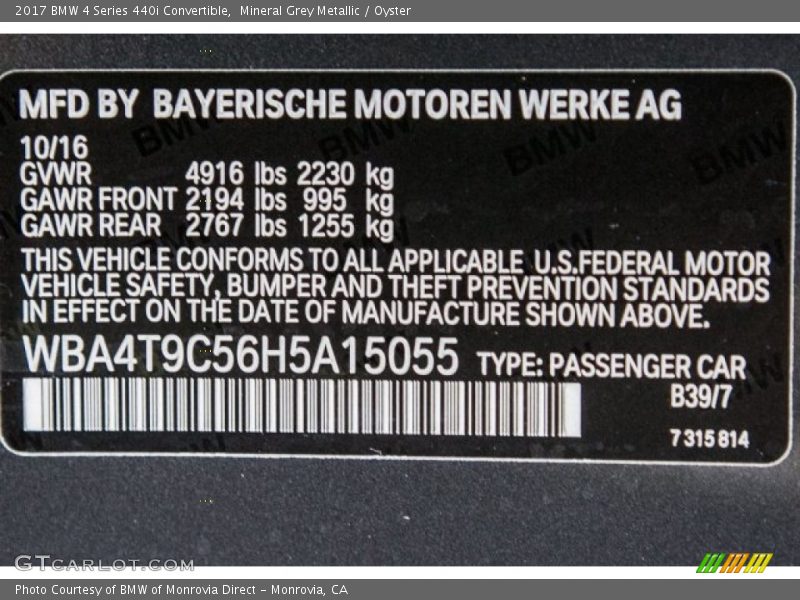 2017 BMW 4 Series 440i Convertible,  Mineral Grey Metallic / Oyster
MFD BY BAYERISCHE MOTOREN WERKE AG
10/16
GVWR 4916 lbs 2230 kg
GAWR FRONT 2194 lbs 995 kg
GAWR REAR 2767 lbs 1255 kg
THIS VEHICLE CONFORMS TO ALL APPLICABLE U.S.FEDERAL MOTOR
VEHICLE SAFETY, BUMPER AND THEFT PREVENTION STANDARDS
IN EFFECT ON THE DATE OF MANUFACTURE SHOWN ABOVE.
WBA4T9C56H5A15055 TYPE: PASSENGER CAR
B39/7
7 315 814
GTCARLOT.COM
Photo Courtesy of BMW of Monrovia Direct - Monrovia, CA